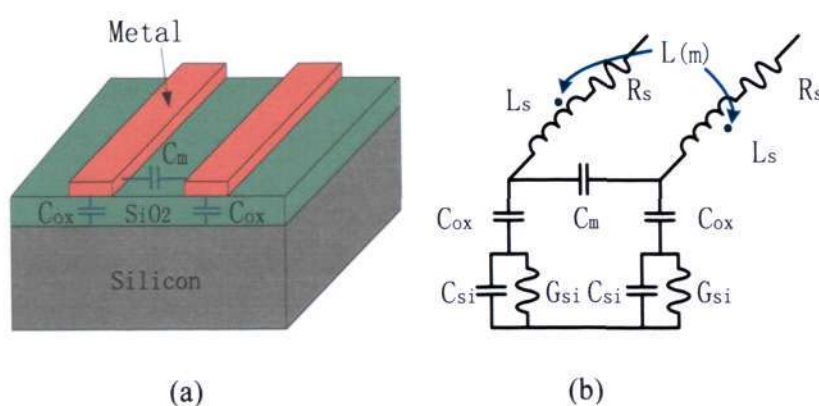 Metal
Cm
Cox
SiO2
Cox
Silicon
(a)
L(m)
Ls
Rs
Rs
Ls
Cox
Cm
Cox
Csi
Gsi
Csi
Gsi
(b)